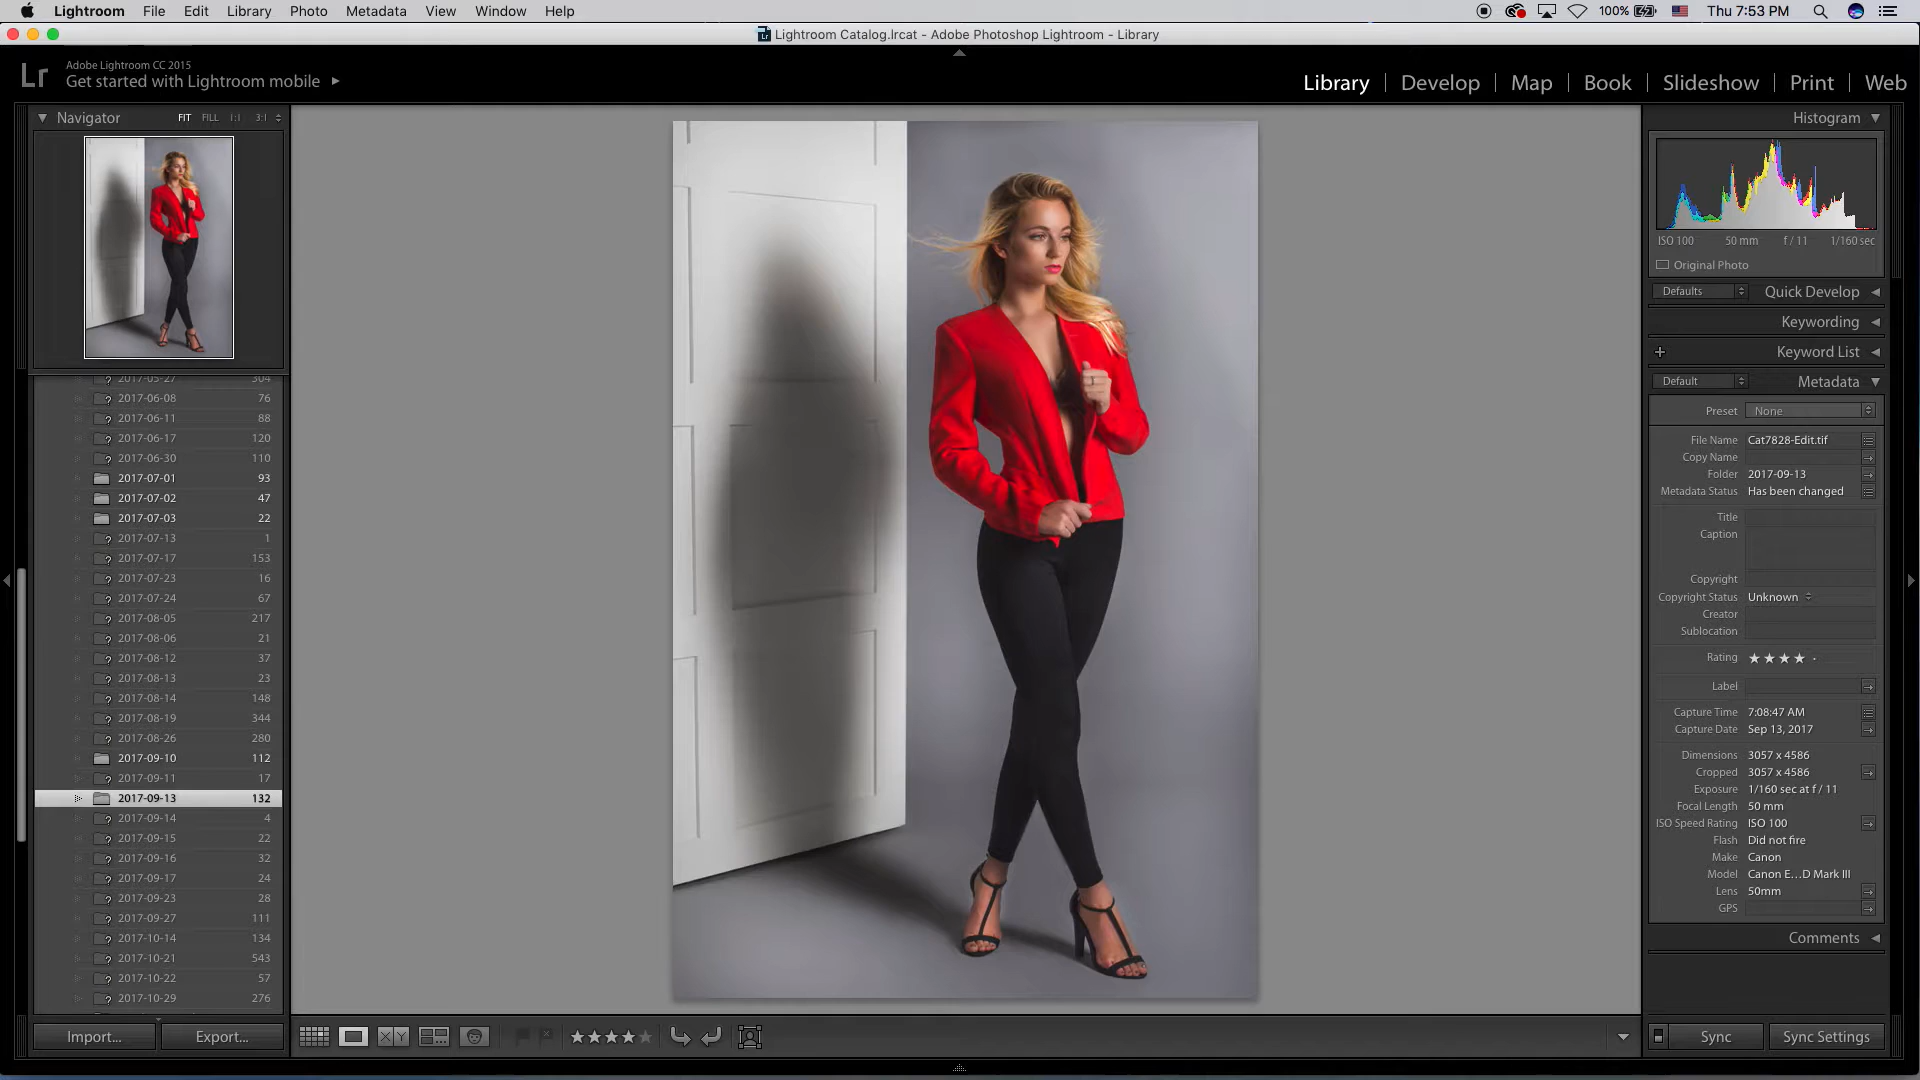 Lightroom File Edit Library Photo Metadata View Window Help 100% Thu 7:53 PM
Lightroom Catalog.lrcat - Adobe Photoshop Lightroom - Library
Lr Adobe Lightroom CC 2015
Get started with Lightroom mobile
Library Develop Map Book Slideshow Print Web
Navigator FIT FILL 1:1 3:1
2017-05-27 304
2017-06-08 76
2017-06-11 88
2017-06-17 120
2017-06-30 110
2017-07-01 93
2017-07-02 47
2017-07-03 22
2017-07-13 1
2017-07-17 153
2017-07-23 16
2017-07-24 67
2017-08-05 217
2017-08-06 21
2017-08-12 37
2017-08-13 23
2017-08-14 148
2017-08-19 344
2017-08-26 280
2017-09-10 112
2017-09-11 17
2017-09-13 132
2017-09-14 4
2017-09-15 22
2017-09-16 32
2017-09-17 24
2017-09-23 28
2017-09-27 111
2017-10-14 134
2017-10-21 543
2017-10-22 57
2017-10-29 276
Import... Export...
XY
Histogram
ISO 100 50 mm f / 11 1/160 sec
Original Photo
Defaults Quick Develop
Keywording
+ Keyword List
Default Metadata
Preset None
File Name Cat7828-Edit.tif
Copy Name
Folder 2017-09-13
Metadata Status Has been changed
Title
Caption
Copyright
Copyright Status Unknown
Creator
Sublocation
Rating ★★★★ ·
Label
Capture Time 7:08:47 AM
Capture Date Sep 13, 2017
Dimensions 3057 x 4586
Cropped 3057 x 4586
Exposure 1/160 sec at f / 11
Focal Length 50 mm
ISO Speed Rating ISO 100
Flash Did not fire
Make Canon
Model Canon E...D Mark III
Lens 50mm
GPS
Comments
Sync Sync Settings